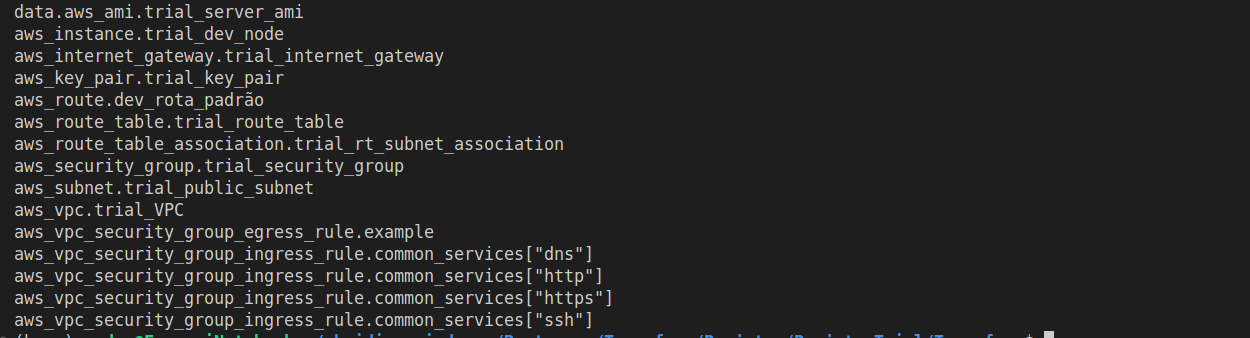 data.aws_ami.trial_server_ami
aws_instance.trial_dev_node
aws_internet_gateway.trial_internet_gateway
aws_key_pair.trial_key_pair
aws_route.dev_rota_padrão
aws_route_table.trial_route_table
aws_route_table_association.trial_rt_subnet_association
aws_security_group.trial_security_group
aws_subnet.trial_public_subnet
aws_vpc.trial_VPC
aws_vpc_security_group_egress_rule.example
aws_vpc_security_group_ingress_rule.common_services["dns"]
aws_vpc_security_group_ingress_rule.common_services["http"]
aws_vpc_security_group_ingress_rule.common_services["https"]
aws_vpc_security_group_ingress_rule.common_services["ssh"]